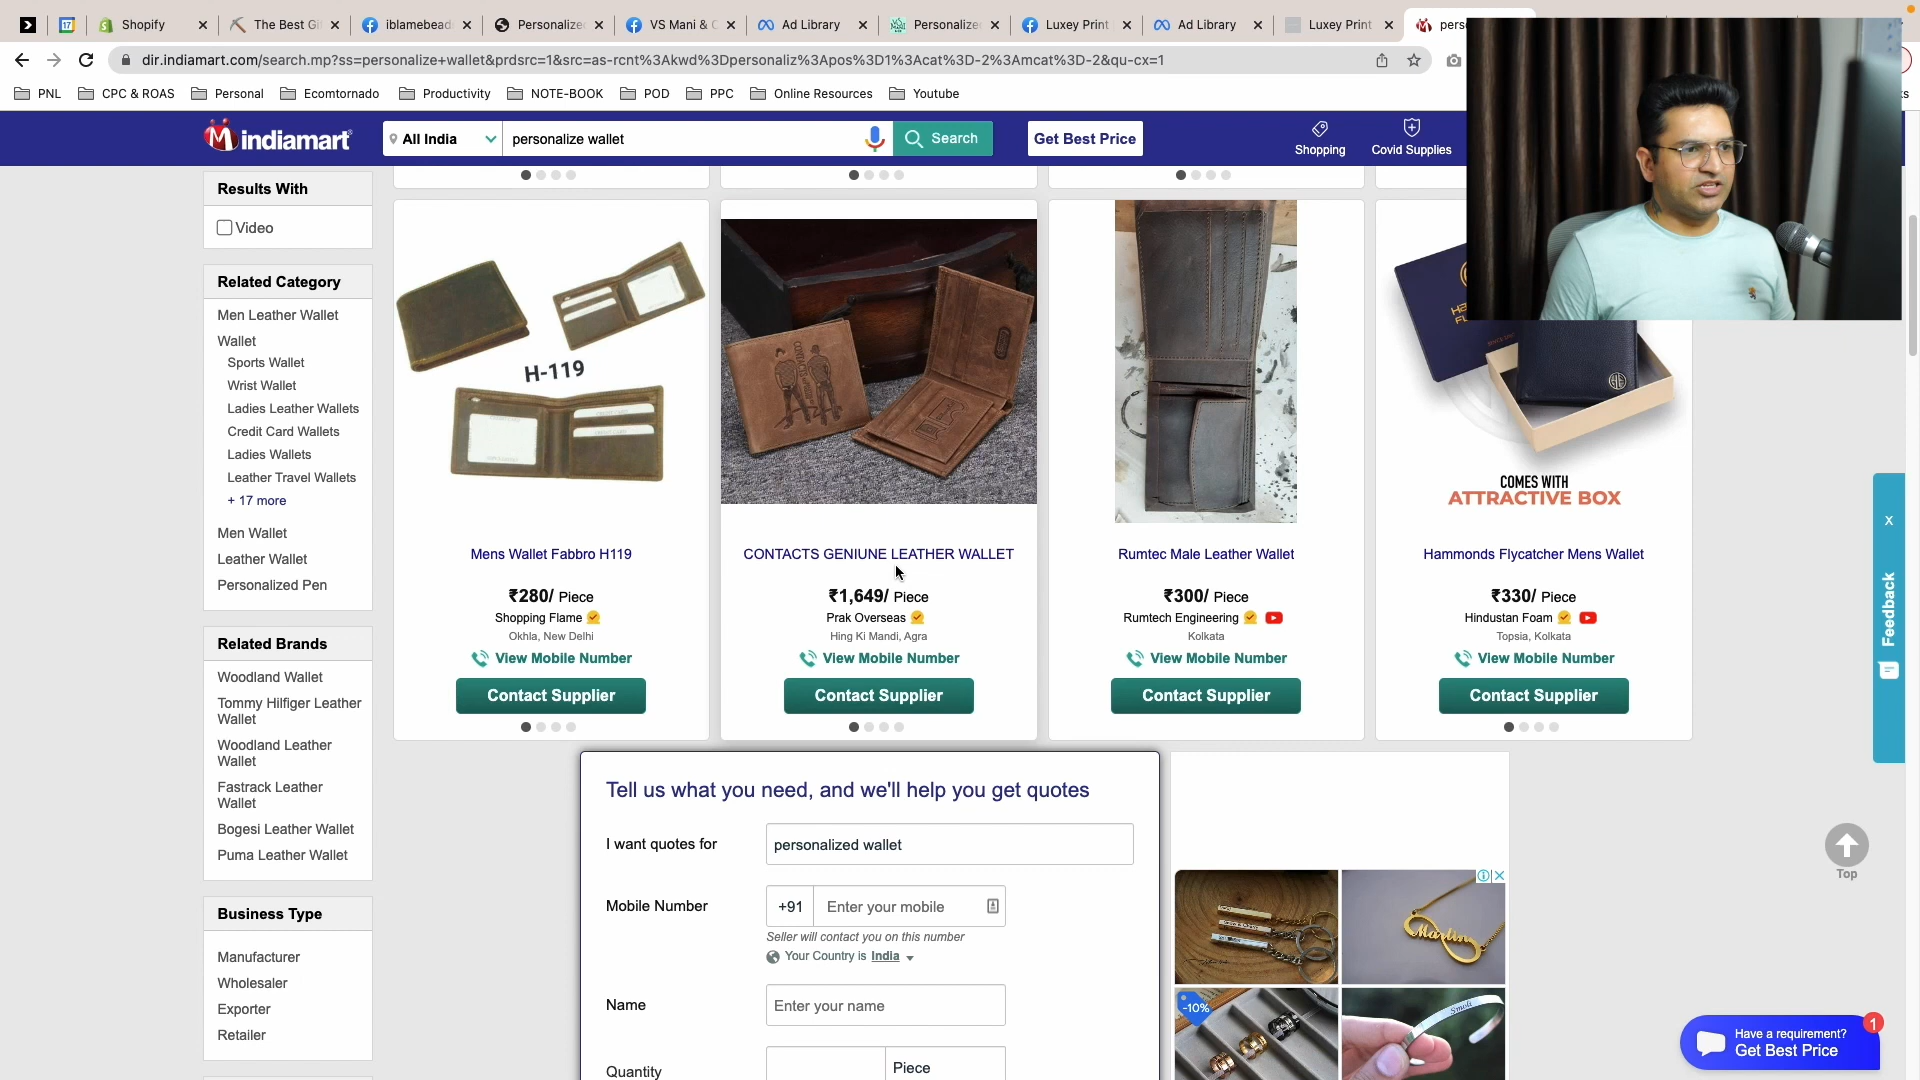 Shopify
The Best Gi
iblamebead
Personalize
VS Mani & C
Ad Library
Personalize
Luxey Print
Ad Library
Luxey Print
pers
dir.indiamart.com/search.mp?ss=personalize+wallet&prdsrc=1&src=as-rcnt%3Akwd%3Dpersonaliz%3Apos%3D1%3Acat%3D-2%3Amcat%3D-2&qu-cx=1
PNL
CPC & ROAS
Personal
Ecomtornado
Productivity
NOTE-BOOK
POD
PPC
Online Resources
Youtube
indiamart
All India
personalize wallet
Search
Get Best Price
Shopping
Covid Supplies
Results With
Video
Related Category
Men Leather Wallet
Wallet
Sports Wallet
Wrist Wallet
Ladies Leather Wallets
Credit Card Wallets
Ladies Wallets
Leather Travel Wallets
+ 17 more
Men Wallet
Leather Wallet
Personalized Pen
Related Brands
Woodland Wallet
Tommy Hilfiger Leather
Wallet
Woodland Leather
Wallet
Fastrack Leather
Wallet
Bogesi Leather Wallet
Puma Leather Wallet
Business Type
Manufacturer
Wholesaler
Exporter
Retailer
H-119
Mens Wallet Fabbro H119
₹280/ Piece
Shopping Flame
Okhla, New Delhi
View Mobile Number
Contact Supplier
CONTACTS GENIUNE LEATHER WALLET
₹1,649/ Piece
Prak Overseas
Hing Ki Mandi, Agra
View Mobile Number
Contact Supplier
Rumtec Male Leather Wallet
₹300/ Piece
Rumtech Engineering
Kolkata
View Mobile Number
Contact Supplier
COMES WITH
ATTRACTIVE BOX
Hammonds Flycatcher Mens Wallet
₹330/ Piece
Hindustan Foam
Topsia, Kolkata
View Mobile Number
Contact Supplier
Tell us what you need, and we'll help you get quotes
I want quotes for
personalized wallet
Mobile Number
+91
Enter your mobile
Seller will contact you on this number
Your Country is India
Name
Enter your name
Quantity
Piece
-10%
Feedback
X
Top
Have a requirement?
Get Best Price
1